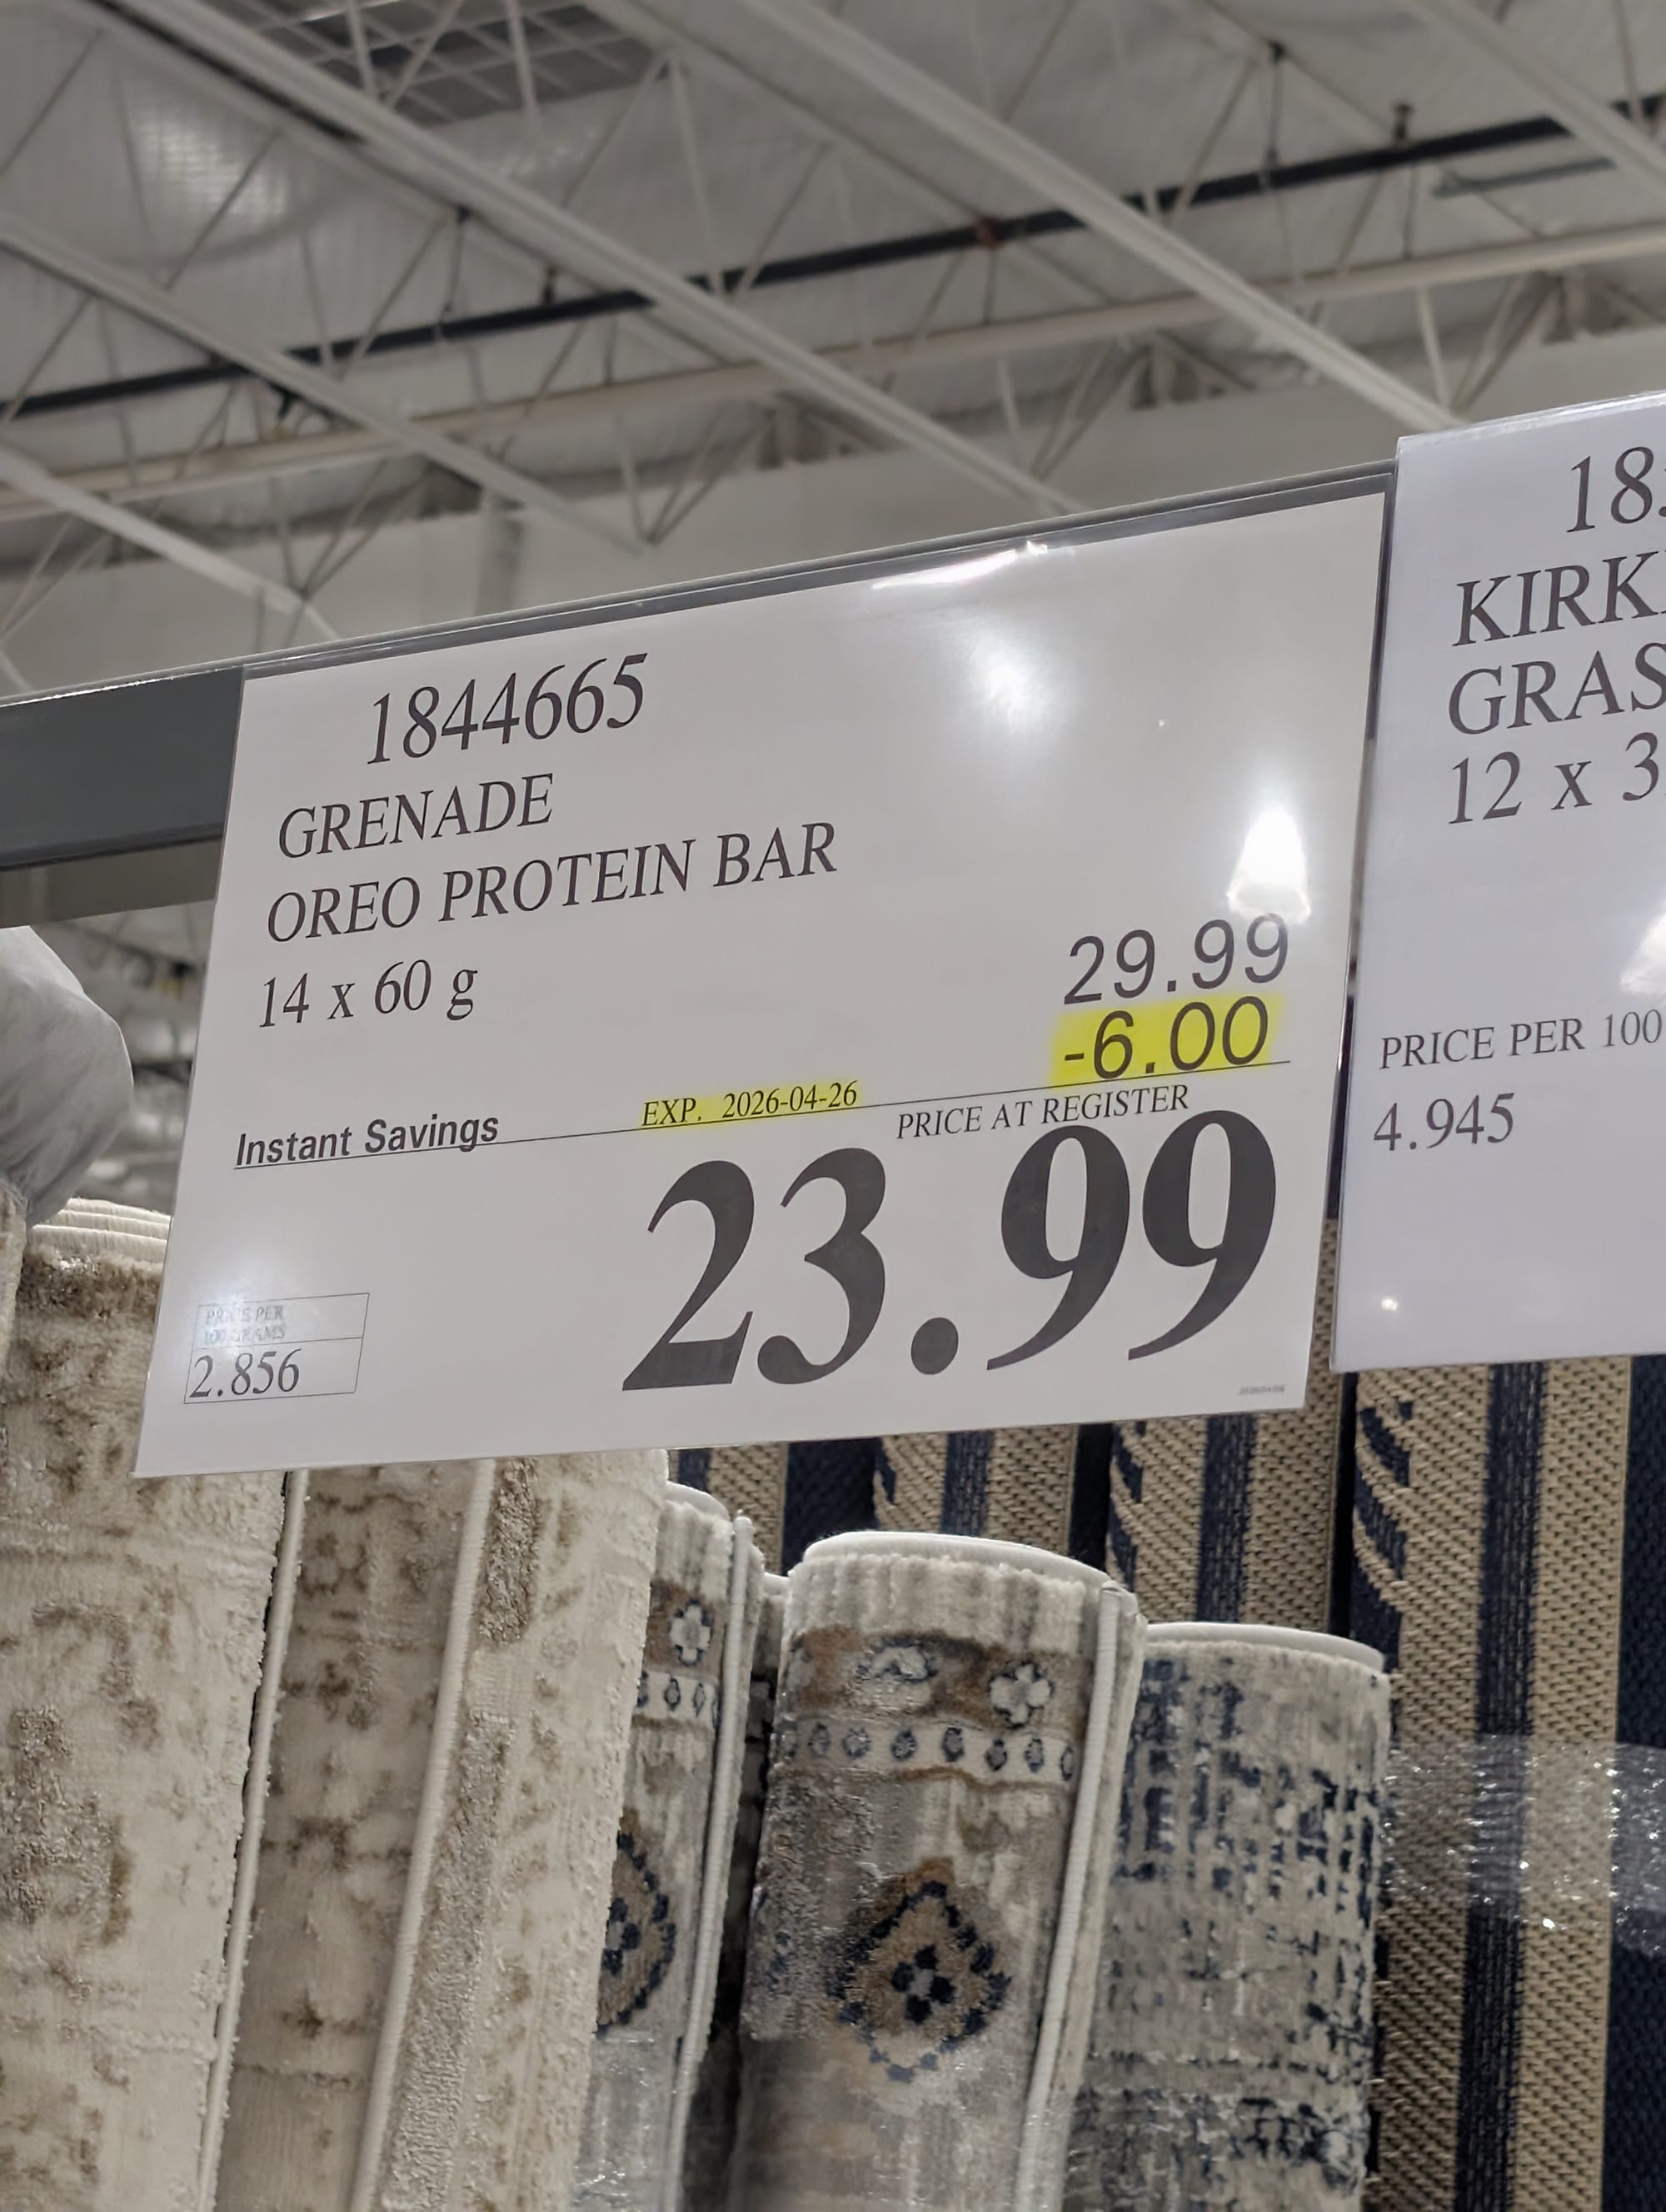 1844665
GRENADE
OREO PROTEIN BAR
14 x 60 g
29.99
-6.00
Instant Savings EXP. 2026-04-26
PRICE AT REGISTER
23.99
PRICE PER
100 GRAMS
2.856
18
KIRK
GRAS
12 x 3
PRICE PER 100
4.945